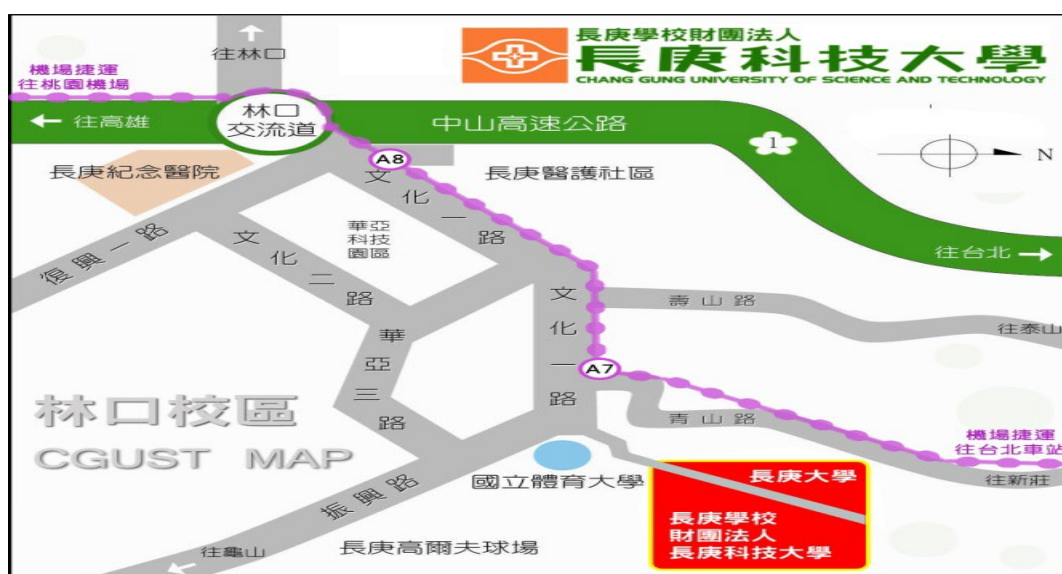 長庚學校財團法人
長庚科技大學
CHANG GUNG UNIVERSITY OF SCIENCE AND TECHNOLOGY
往林口
機場捷運
往桃園機場
林口
交流道
← 往高雄
中山高速公路
1
N
A8
長庚紀念醫院
長庚醫護社區
文化一路
華亞
科技
園區
復興一路
文化二路
往台北 →
文化一路
壽山路
往泰山
華亞三路
A7
林口校區
CGUST MAP
青山路
機場捷運
往台北車站
往新莊
國立體育大學
長庚大學
振興路
長庚學校
財團法人
長庚科技大學
往龜山
長庚高爾夫球場